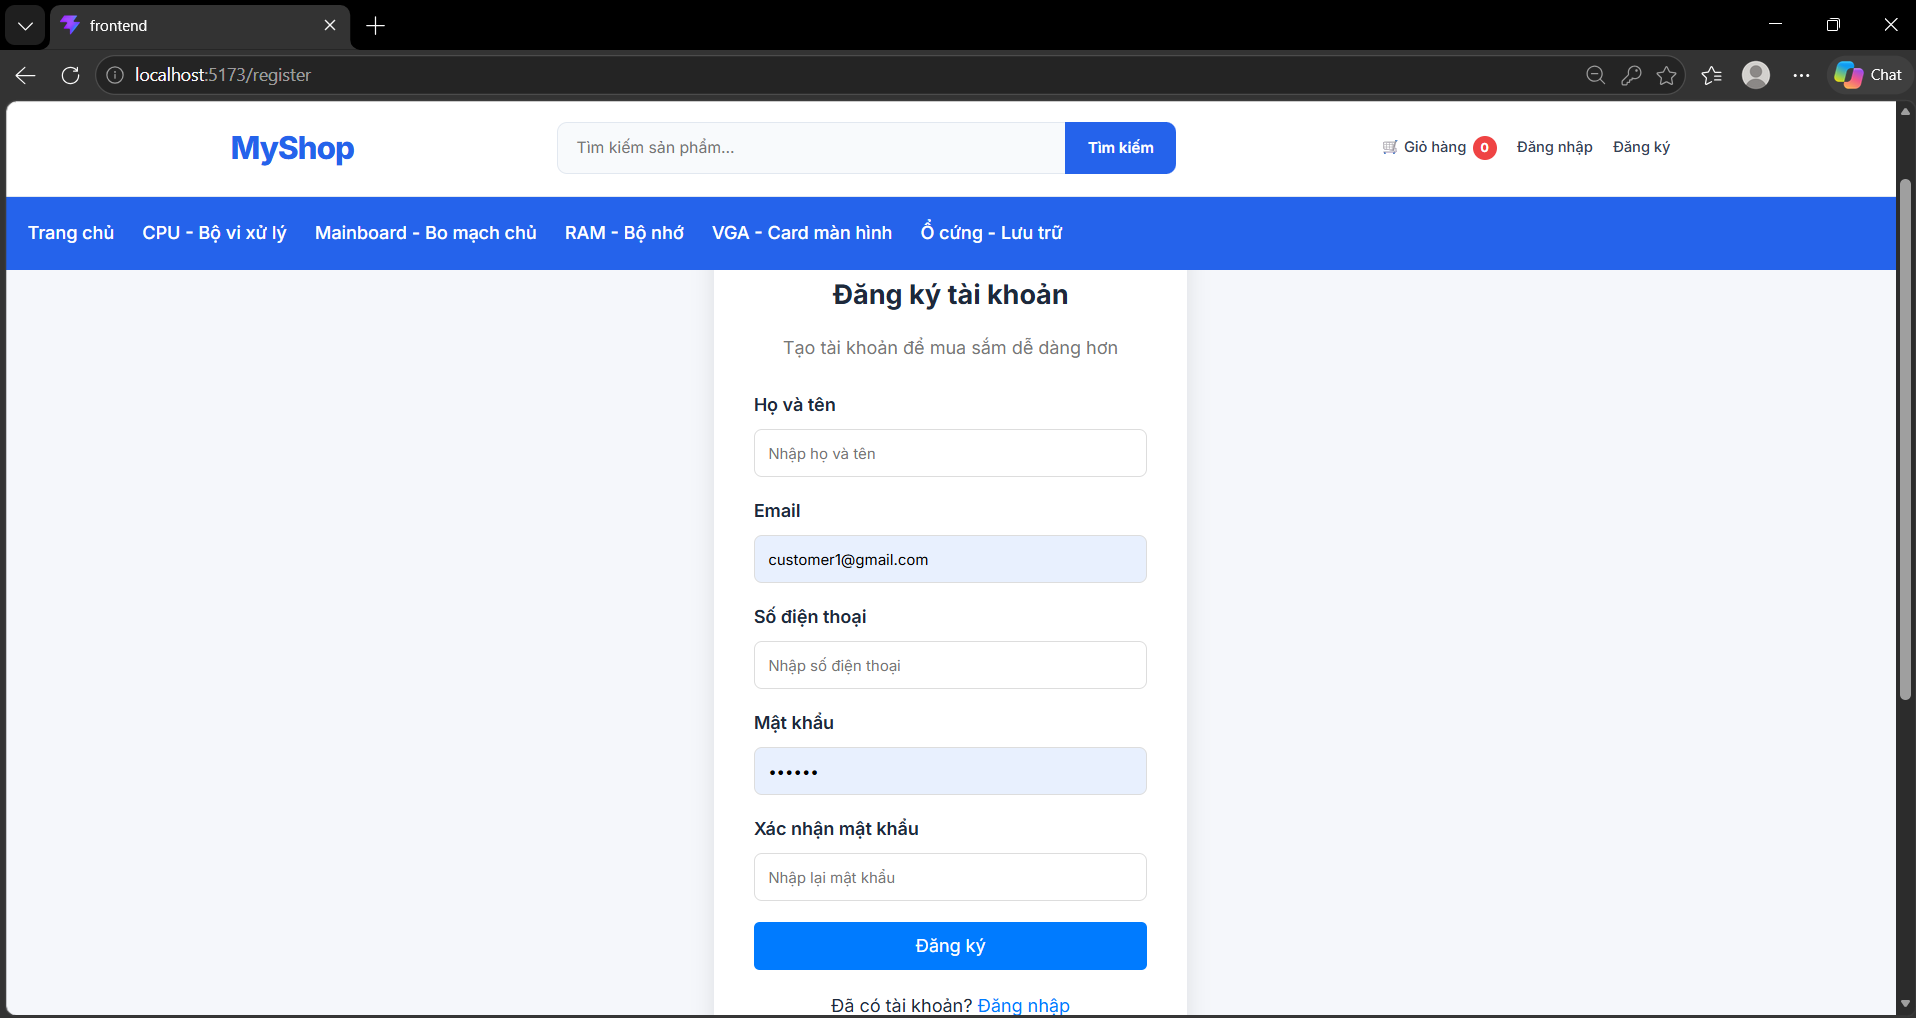 frontend
localhost:5173/register
Chat
MyShop
Tìm kiếm sản phẩm...
Tìm kiếm
🛒 Giỏ hàng 0
Đăng nhập
Đăng ký
Trang chủ
CPU - Bộ vi xử lý
Mainboard - Bo mạch chủ
RAM - Bộ nhớ
VGA - Card màn hình
Ổ cứng - Lưu trữ
Đăng ký tài khoản
Tạo tài khoản để mua sắm dễ dàng hơn
Họ và tên
Nhập họ và tên
Email
customer1@gmail.com
Số điện thoại
Nhập số điện thoại
Mật khẩu
••••••
Xác nhận mật khẩu
Nhập lại mật khẩu
Đăng ký
Đã có tài khoản? Đăng nhập